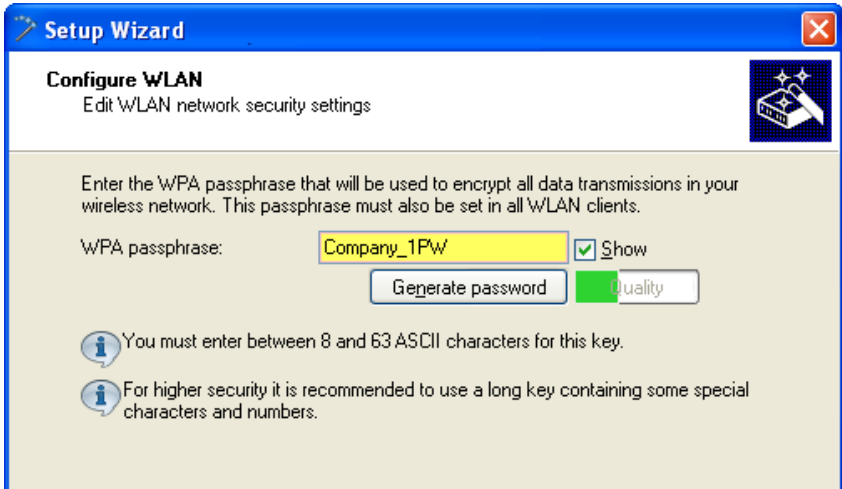 Setup Wizard
Configure WLAN
Edit WLAN network security settings
Enter the WPA passphrase that will be used to encrypt all data transmissions in your
wireless network. This passphrase must also be set in all WLAN clients.
WPA passphrase: Company_1PW Show
Generate password Quality
You must enter between 8 and 63 ASCII characters for this key.
For higher security it is recommended to use a long key containing some special
characters and numbers.